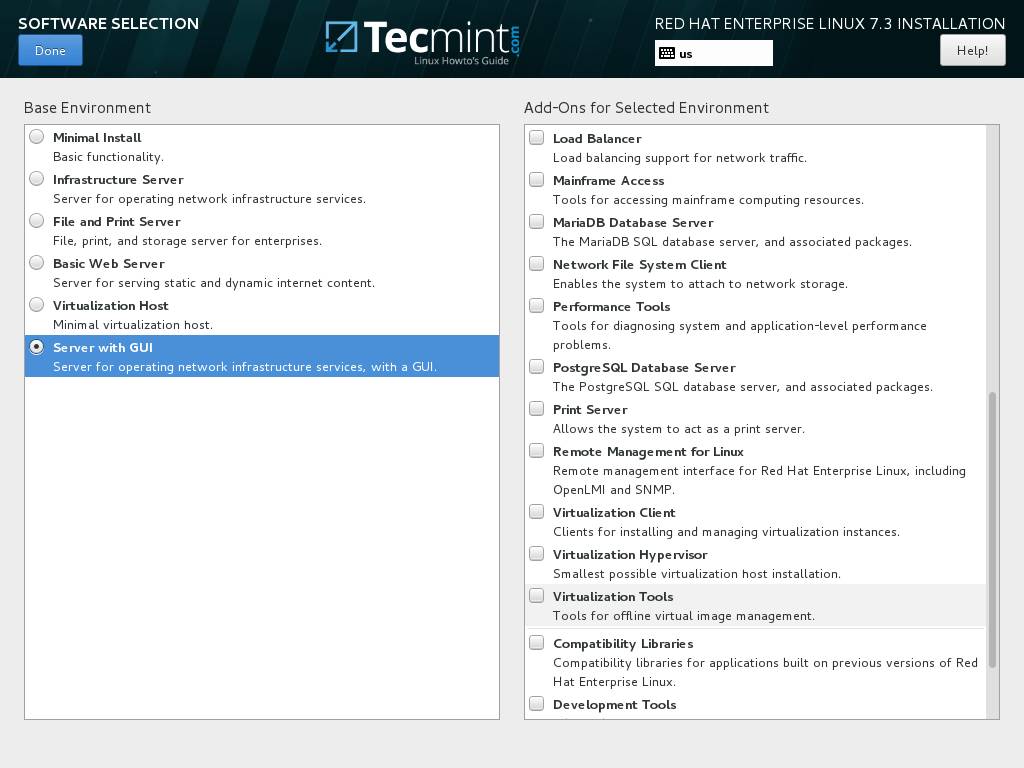 SOFTWARE SELECTION
Done
Tecmint.com
Linux Howto's Guide
RED HAT ENTERPRISE LINUX 7.3 INSTALLATION
us
Help!
Base Environment
Minimal Install
Basic functionality.
Infrastructure Server
Server for operating network infrastructure services.
File and Print Server
File, print, and storage server for enterprises.
Basic Web Server
Server for serving static and dynamic internet content.
Virtualization Host
Minimal virtualization host.
Server with GUI
Server for operating network infrastructure services, with a GUI.
Add-Ons for Selected Environment
Load Balancer
Load balancing support for network traffic.
Mainframe Access
Tools for accessing mainframe computing resources.
MariaDB Database Server
The MariaDB SQL database server, and associated packages.
Network File System Client
Enables the system to attach to network storage.
Performance Tools
Tools for diagnosing system and application-level performance
problems.
PostgreSQL Database Server
The PostgreSQL SQL database server, and associated packages.
Print Server
Allows the system to act as a print server.
Remote Management for Linux
Remote management interface for Red Hat Enterprise Linux, including
OpenLMI and SNMP.
Virtualization Client
Clients for installing and managing virtualization instances.
Virtualization Hypervisor
Smallest possible virtualization host installation.
Virtualization Tools
Tools for offline virtual image management.
Compatibility Libraries
Compatibility libraries for applications built on previous versions of Red
Hat Enterprise Linux.
Development Tools